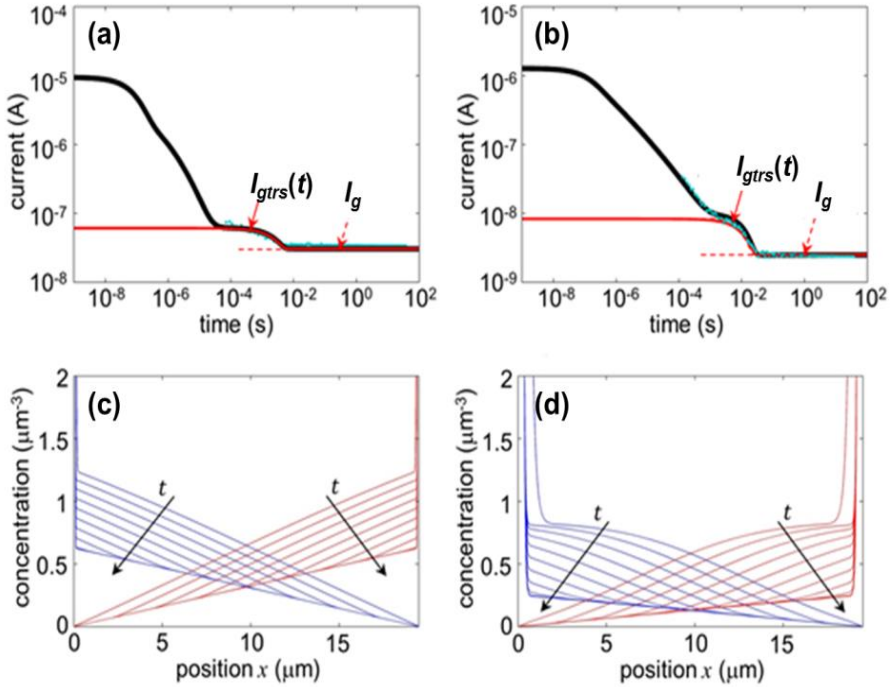 (a)
10⁻⁴
10⁻⁵
10⁻⁶
10⁻⁷
10⁻⁸
current (A)
I_gtrs(t)
I_g
10⁻⁸ 10⁻⁶ 10⁻⁴ 10⁻² 10⁰ 10²
time (s)
(b)
10⁻⁵
10⁻⁶
10⁻⁷
10⁻⁸
10⁻⁹
current (A)
I_gtrs(t)
I_g
10⁻⁸ 10⁻⁶ 10⁻⁴ 10⁻² 10⁰ 10²
time (s)
(c)
2
1.5
1
0.5
0
concentration (μm⁻³)
t
t
0 5 10 15
position x (μm)
(d)
2
1.5
1
0.5
0
concentration (μm⁻³)
t
t
0 5 10 15
position x (μm)